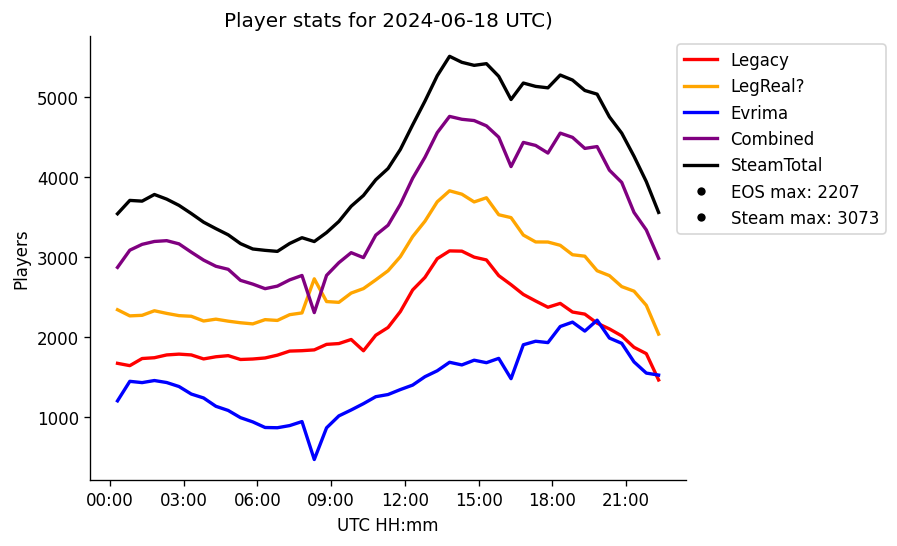 Player stats for 2024-06-18 UTC)
Legacy
LegReal?
Evrima
Combined
SteamTotal
EOS max: 2207
Steam max: 3073
5000
4000
3000
2000
1000
Players
00:00 03:00 06:00 09:00 12:00 15:00 18:00 21:00
UTC HH:mm